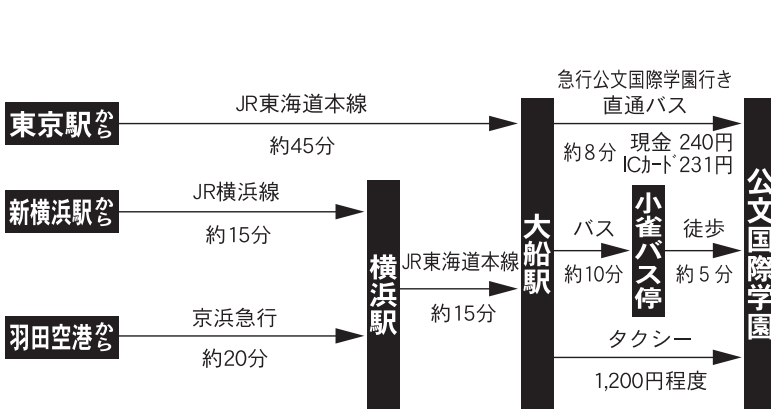 急行公文国際学園行き
直通バス
東京駅から
JR東海道本線
約45分
約8分
現金 240円
ICカード231円
新横浜駅から
JR横浜線
約15分
横浜駅
JR東海道本線
約15分
大船駅
バス
約10分
小雀バス停
徒歩
約5分
公文国際学園
羽田空港から
京浜急行
約20分
タクシー
1,200円程度